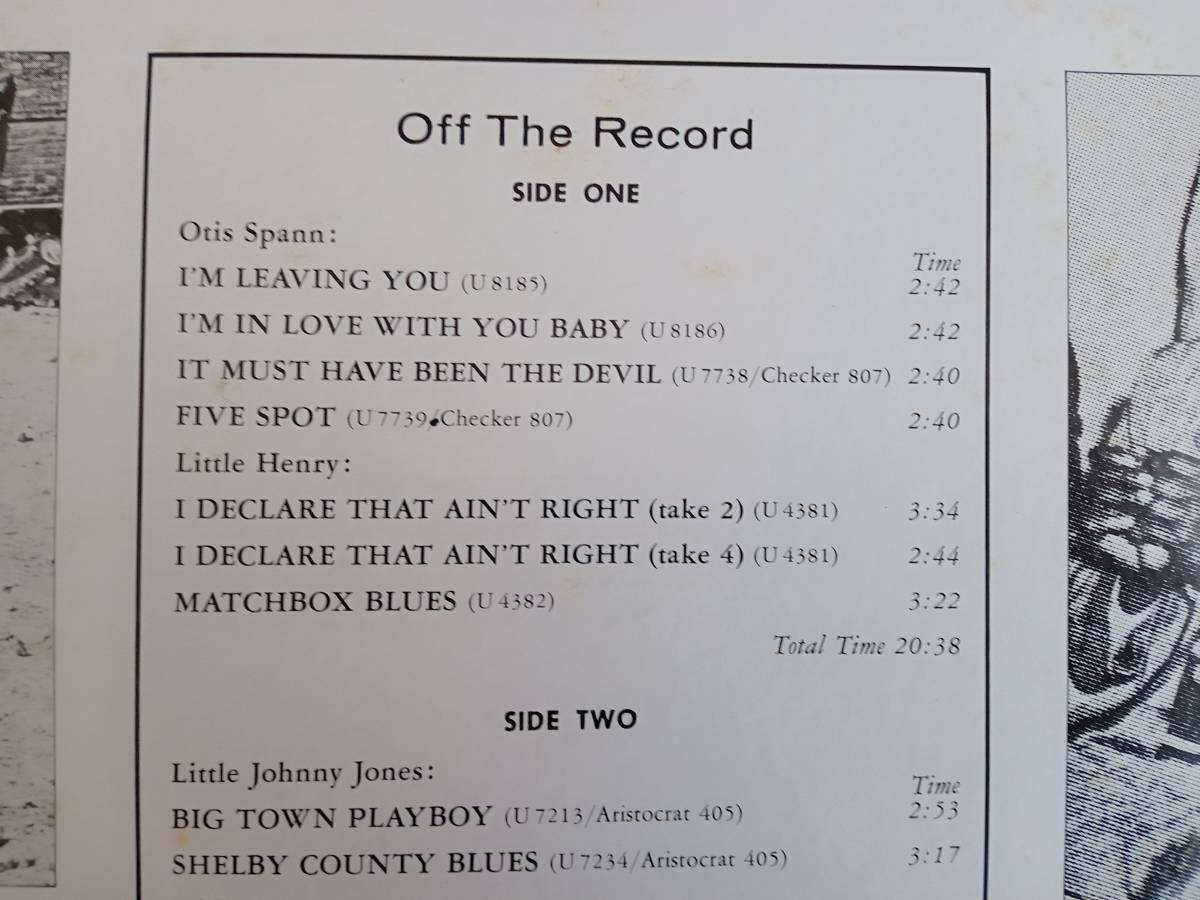 Off The Record
SIDE ONE
Otis Spann:
Time
I'M LEAVING YOU (U 8185) 2:42
I'M IN LOVE WITH YOU BABY (U 8186) 2:42
IT MUST HAVE BEEN THE DEVIL (U 7738/Checker 807) 2:40
FIVE SPOT (U 7739/Checker 807) 2:40
Little Henry:
I DECLARE THAT AIN'T RIGHT (take 2) (U 4381) 3:34
I DECLARE THAT AIN'T RIGHT (take 4) (U 4381) 2:44
MATCHBOX BLUES (U 4382) 3:22
Total Time 20:38
SIDE TWO
Little Johnny Jones:
Time
BIG TOWN PLAYBOY (U 7213/Aristocrat 405) 2:53
SHELBY COUNTY BLUES (U 7234/Aristocrat 405) 3:17